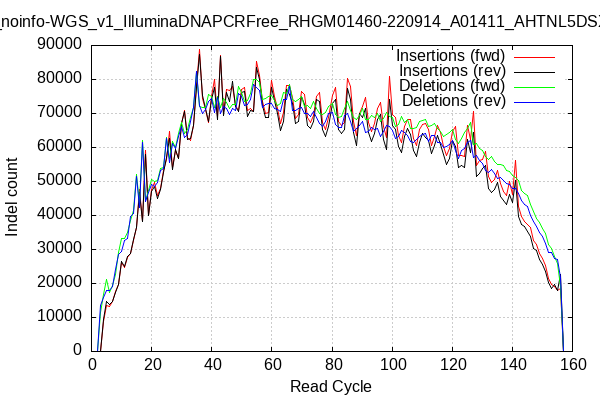 _noinfo-WGS_v1_IlluminaDNAPCRFree_RHGM01460-220914_A01411_AHTNL5DSX
Insertions (fwd)
Insertions (rev)
Deletions (fwd)
Deletions (rev)
Indel count
90000
80000
70000
60000
50000
40000
30000
20000
10000
0
0 20 40 60 80 100 120 140 160
Read Cycle